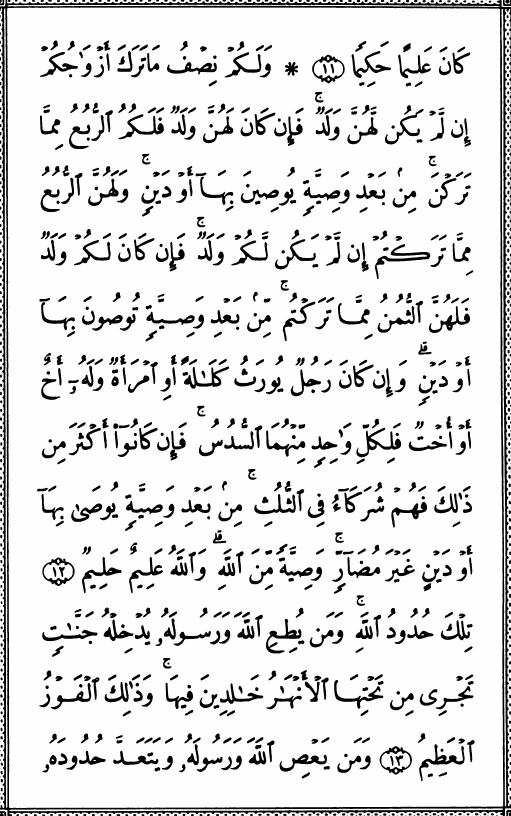 كَانَ عَلِيمًا حَكِيمًا ١١ * وَلَكُمْ نِصْفُ مَا تَرَكَ أَزْوَٰجُكُمْ
إِن لَّمْ يَكُن لَّهُنَّ وَلَدٌ ۚ فَإِن كَانَ لَهُنَّ وَلَدٌ فَلَكُمُ ٱلرُّبُعُ مِمَّا
تَرَكْنَ ۚ مِنۢ بَعْدِ وَصِيَّةٍ يُوصِينَ بِهَآ أَوْ دَيْنٍ ۚ وَلَهُنَّ ٱلرُّبُعُ
مِمَّا تَرَكْتُمْ إِن لَّمْ يَكُن لَّكُمْ وَلَدٌ ۚ فَإِن كَانَ لَكُمْ وَلَدٌ
فَلَهُنَّ ٱلثُّمُنُ مِمَّا تَرَكْتُم ۚ مِّنۢ بَعْدِ وَصِيَّةٍ تُوصُونَ بِهَآ
أَوْ دَيْنٍ ۗ وَإِن كَانَ رَجُلٌ يُورَثُ كَلَٰلَةً أَوِ ٱمْرَأَةٌ وَلَهُۥٓ أَخٌ
أَوْ أُخْتٌ فَلِكُلِّ وَٰحِدٍ مِّنْهُمَا ٱلسُّدُسُ ۚ فَإِن كَانُوٓا۟ أَكْثَرَ مِن
ذَٰلِكَ فَهُمْ شُرَكَآءُ فِى ٱلثُّلُثِ ۚ مِنۢ بَعْدِ وَصِيَّةٍ يُوصَىٰ بِهَآ
أَوْ دَيْنٍ غَيْرَ مُضَآرٍّ ۚ وَصِيَّةً مِّنَ ٱللَّهِ ۗ وَٱللَّهُ عَلِيمٌ حَلِيمٌ ١٢
تِلْكَ حُدُودُ ٱللَّهِ ۚ وَمَن يُطِعِ ٱللَّهَ وَرَسُولَهُۥ يُدْخِلْهُ جَنَّٰتٍ
تَجْرِى مِن تَحْتِهَا ٱلْأَنْهَٰرُ خَٰلِدِينَ فِيهَا ۚ وَذَٰلِكَ ٱلْفَوْزُ
ٱلْعَظِيمُ ١٣ وَمَن يَعْصِ ٱللَّهَ وَرَسُولَهُۥ وَيَتَعَدَّ حُدُودَهُۥ